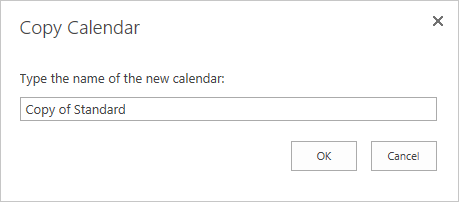 Copy Calendar
Type the name of the new calendar:
Copy of Standard
OK
Cancel